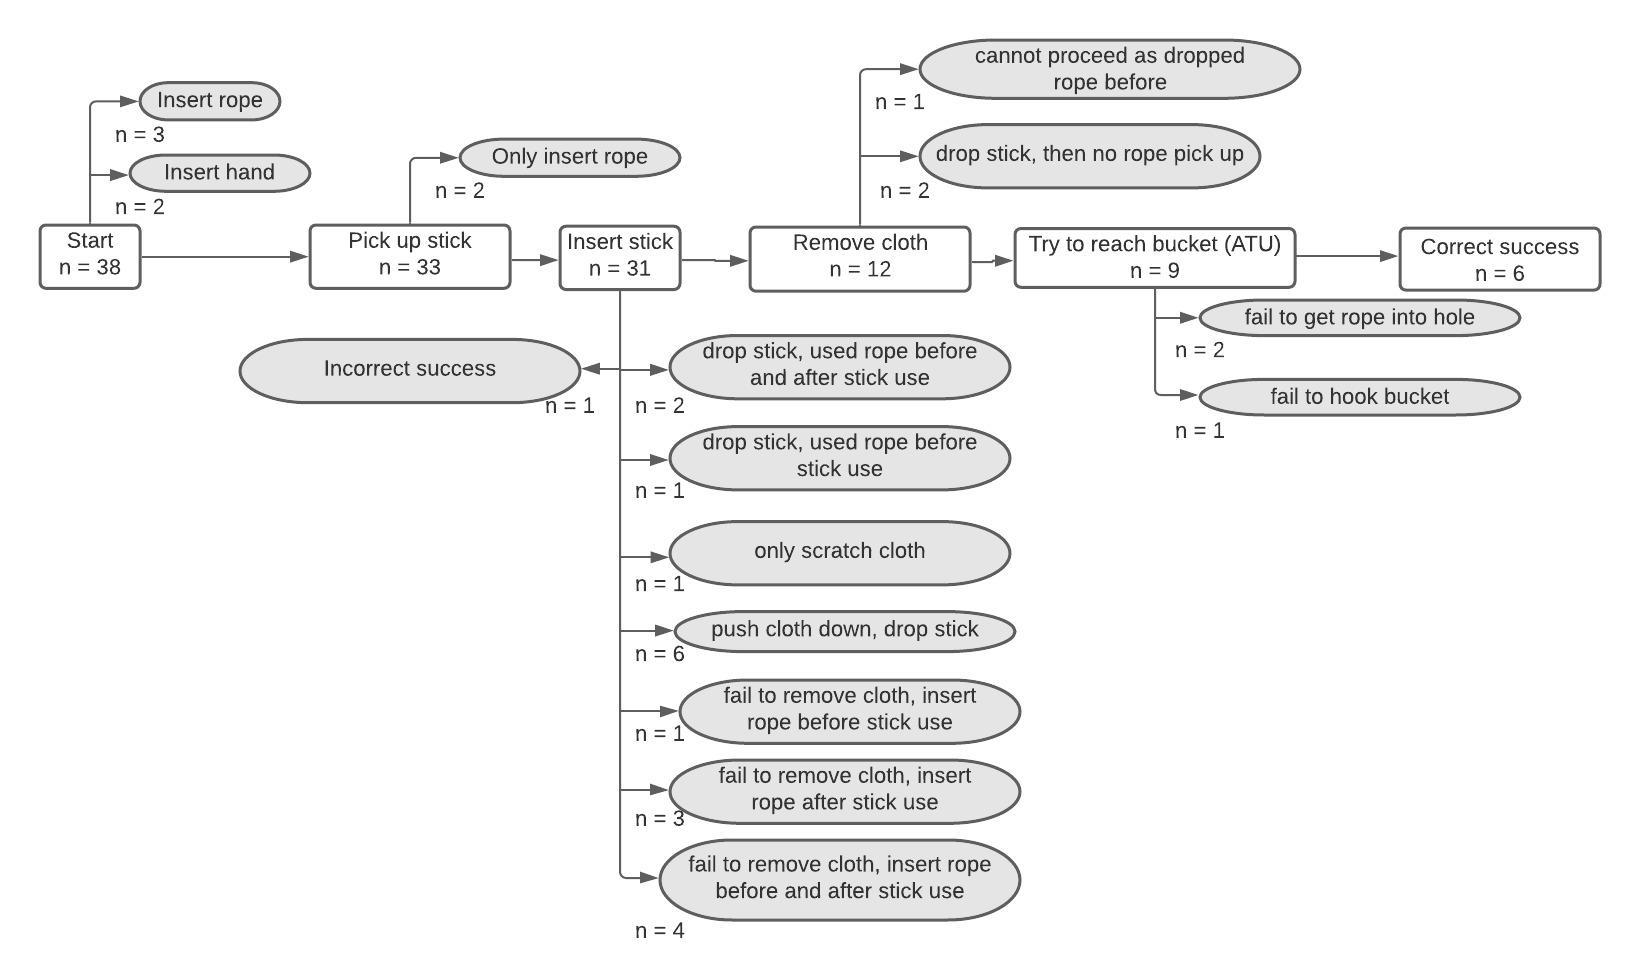 cannot proceed as dropped
rope before
n = 1
Insert rope
n = 3
Only insert rope
n = 2
drop stick, then no rope pick up
n = 2
Insert hand
n = 2
Start
n = 38
Pick up stick
n = 33
Insert stick
n = 31
Remove cloth
n = 12
Try to reach bucket (ATU)
n = 9
Correct success
n = 6
fail to get rope into hole
n = 2
fail to hook bucket
n = 1
Incorrect success
n = 1
drop stick, used rope before
and after stick use
n = 2
drop stick, used rope before
stick use
n = 1
only scratch cloth
n = 1
push cloth down, drop stick
n = 6
fail to remove cloth, insert
rope before stick use
n = 1
fail to remove cloth, insert
rope after stick use
n = 3
fail to remove cloth, insert rope
before and after stick use
n = 4